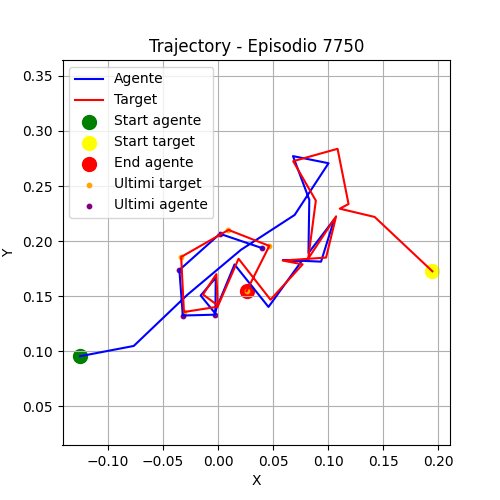 Trajectory - Episodio 7750
Agente
Target
Start agente
Start target
End agente
Ultimi target
Ultimi agente
Y
0.35
0.30
0.25
0.20
0.15
0.10
0.05
−0.10
−0.05
0.00
0.05
0.10
0.15
0.20
X